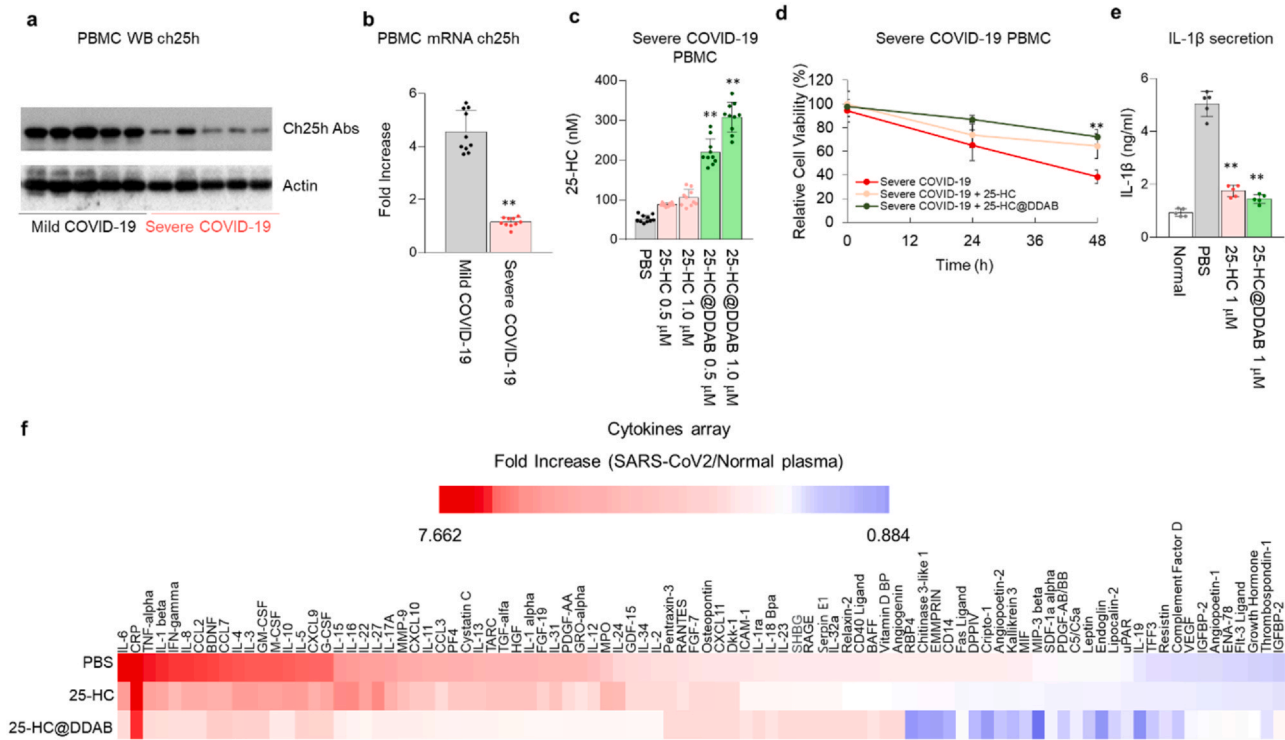 a
PBMC WB ch25h
Ch25h Abs
Actin
Mild COVID-19 Severe COVID-19
b
PBMC mRNA ch25h
Fold Increase
6
4
2
0
Mild COVID-19
Severe COVID-19
**
c
Severe COVID-19
PBMC
25-HC (nM)
400
300
200
100
0
**
**
PBS
25-HC 0.5 μM
25-HC 1.0 μM
25-HC@DDAB 0.5 μM
25-HC@DDAB 1.0 μM
d
Severe COVID-19 PBMC
Relative Cell Viability (%)
120
100
80
60
40
20
0
**
Severe COVID-19
Severe COVID-19 + 25-HC
Severe COVID-19 + 25-HC@DDAB
0 12 24 36 48
Time (h)
e
IL-1β secretion
IL-1β (ng/ml)
6
4
2
0
**
**
Normal
PBS
25-HC 1 μM
25-HC@DDAB 1 μM
f
Cytokines array
Fold Increase (SARS-CoV2/Normal plasma)
7.662 0.884
IL-6
CRP
TNF-alpha
IL-1 beta
IFN-gamma
IL-8
CCL2
BDNF
CCL7
IL-4
IL-3
GM-CSF
M-CSF
IL-10
IL-5
CXCL9
G-CSF
IL-15
IL-16
IL-22
IL-27
IL-17A
MMP-9
CXCL10
IL-11
CCL3
PF4
Cystatin C
IL-13
TARC
TGF-alfa
HGF
IL-1 alpha
FGF-19
IL-31
PDGF-AA
GRO-alpha
IL-12
MPO
IL-24
GDF-15
IL-34
IL-2
Pentraxin-3
RANTES
FGF-7
Osteopontin
CXCL11
Dkk-1
ICAM-1
IL-1ra
IL-18 Bpa
IL-23
SHBG
RAGE
Serpin E1
IL-32a
Relaxin-2
CD40 Ligand
BAFF
Vitamin D BP
Angiogenin
RBP-4
Chitinase 3-like 1
EMMPRIN
CD14
Fas Ligand
DPPIV
Cripto-1
Angiopoetin-2
Kallikrein 3
MIF
MIP-3 beta
SDF-1a alpha
PDGF-AB/BB
C5/C5a
Leptin
Endoglin
Lipocalin-2
uPAR
IL-19
TFF3
Resistin
Complement Factor D
VEGF
IGFBP-2
Angiopoetin-1
ENA-78
Flt-3 Ligand
Growth Hormone
Thrombospondin-1
IGFBP-2
PBS
25-HC
25-HC@DDAB